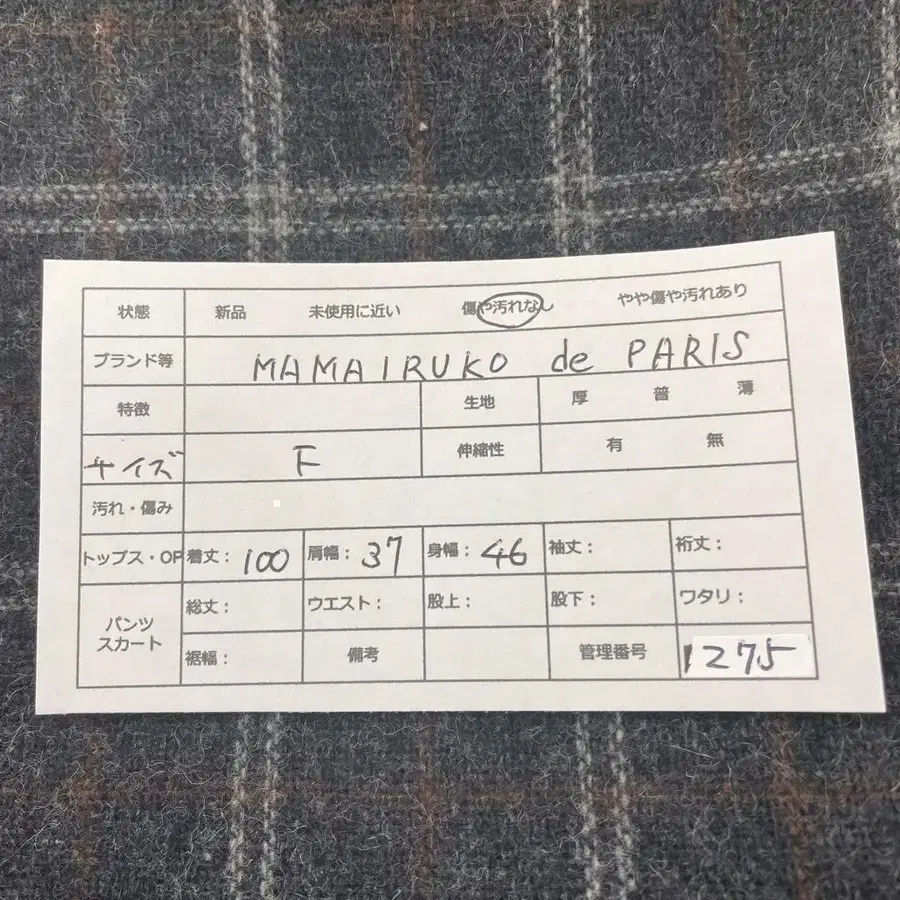 状態 新品 未使用に近い 傷や汚れなし やや傷や汚れあり
ブランド等 MAMAIRUKO de PARIS
特徴 生地 厚 普 薄
サイズ F 伸縮性 有 無
汚れ・傷み
トップス・OP 着丈: 100 肩幅: 37 身幅: 46 袖丈: 裄丈:
パンツ スカート 総丈: ウエスト: 股上: 股下: ワタリ:
裾幅: 備考 管理番号 1275